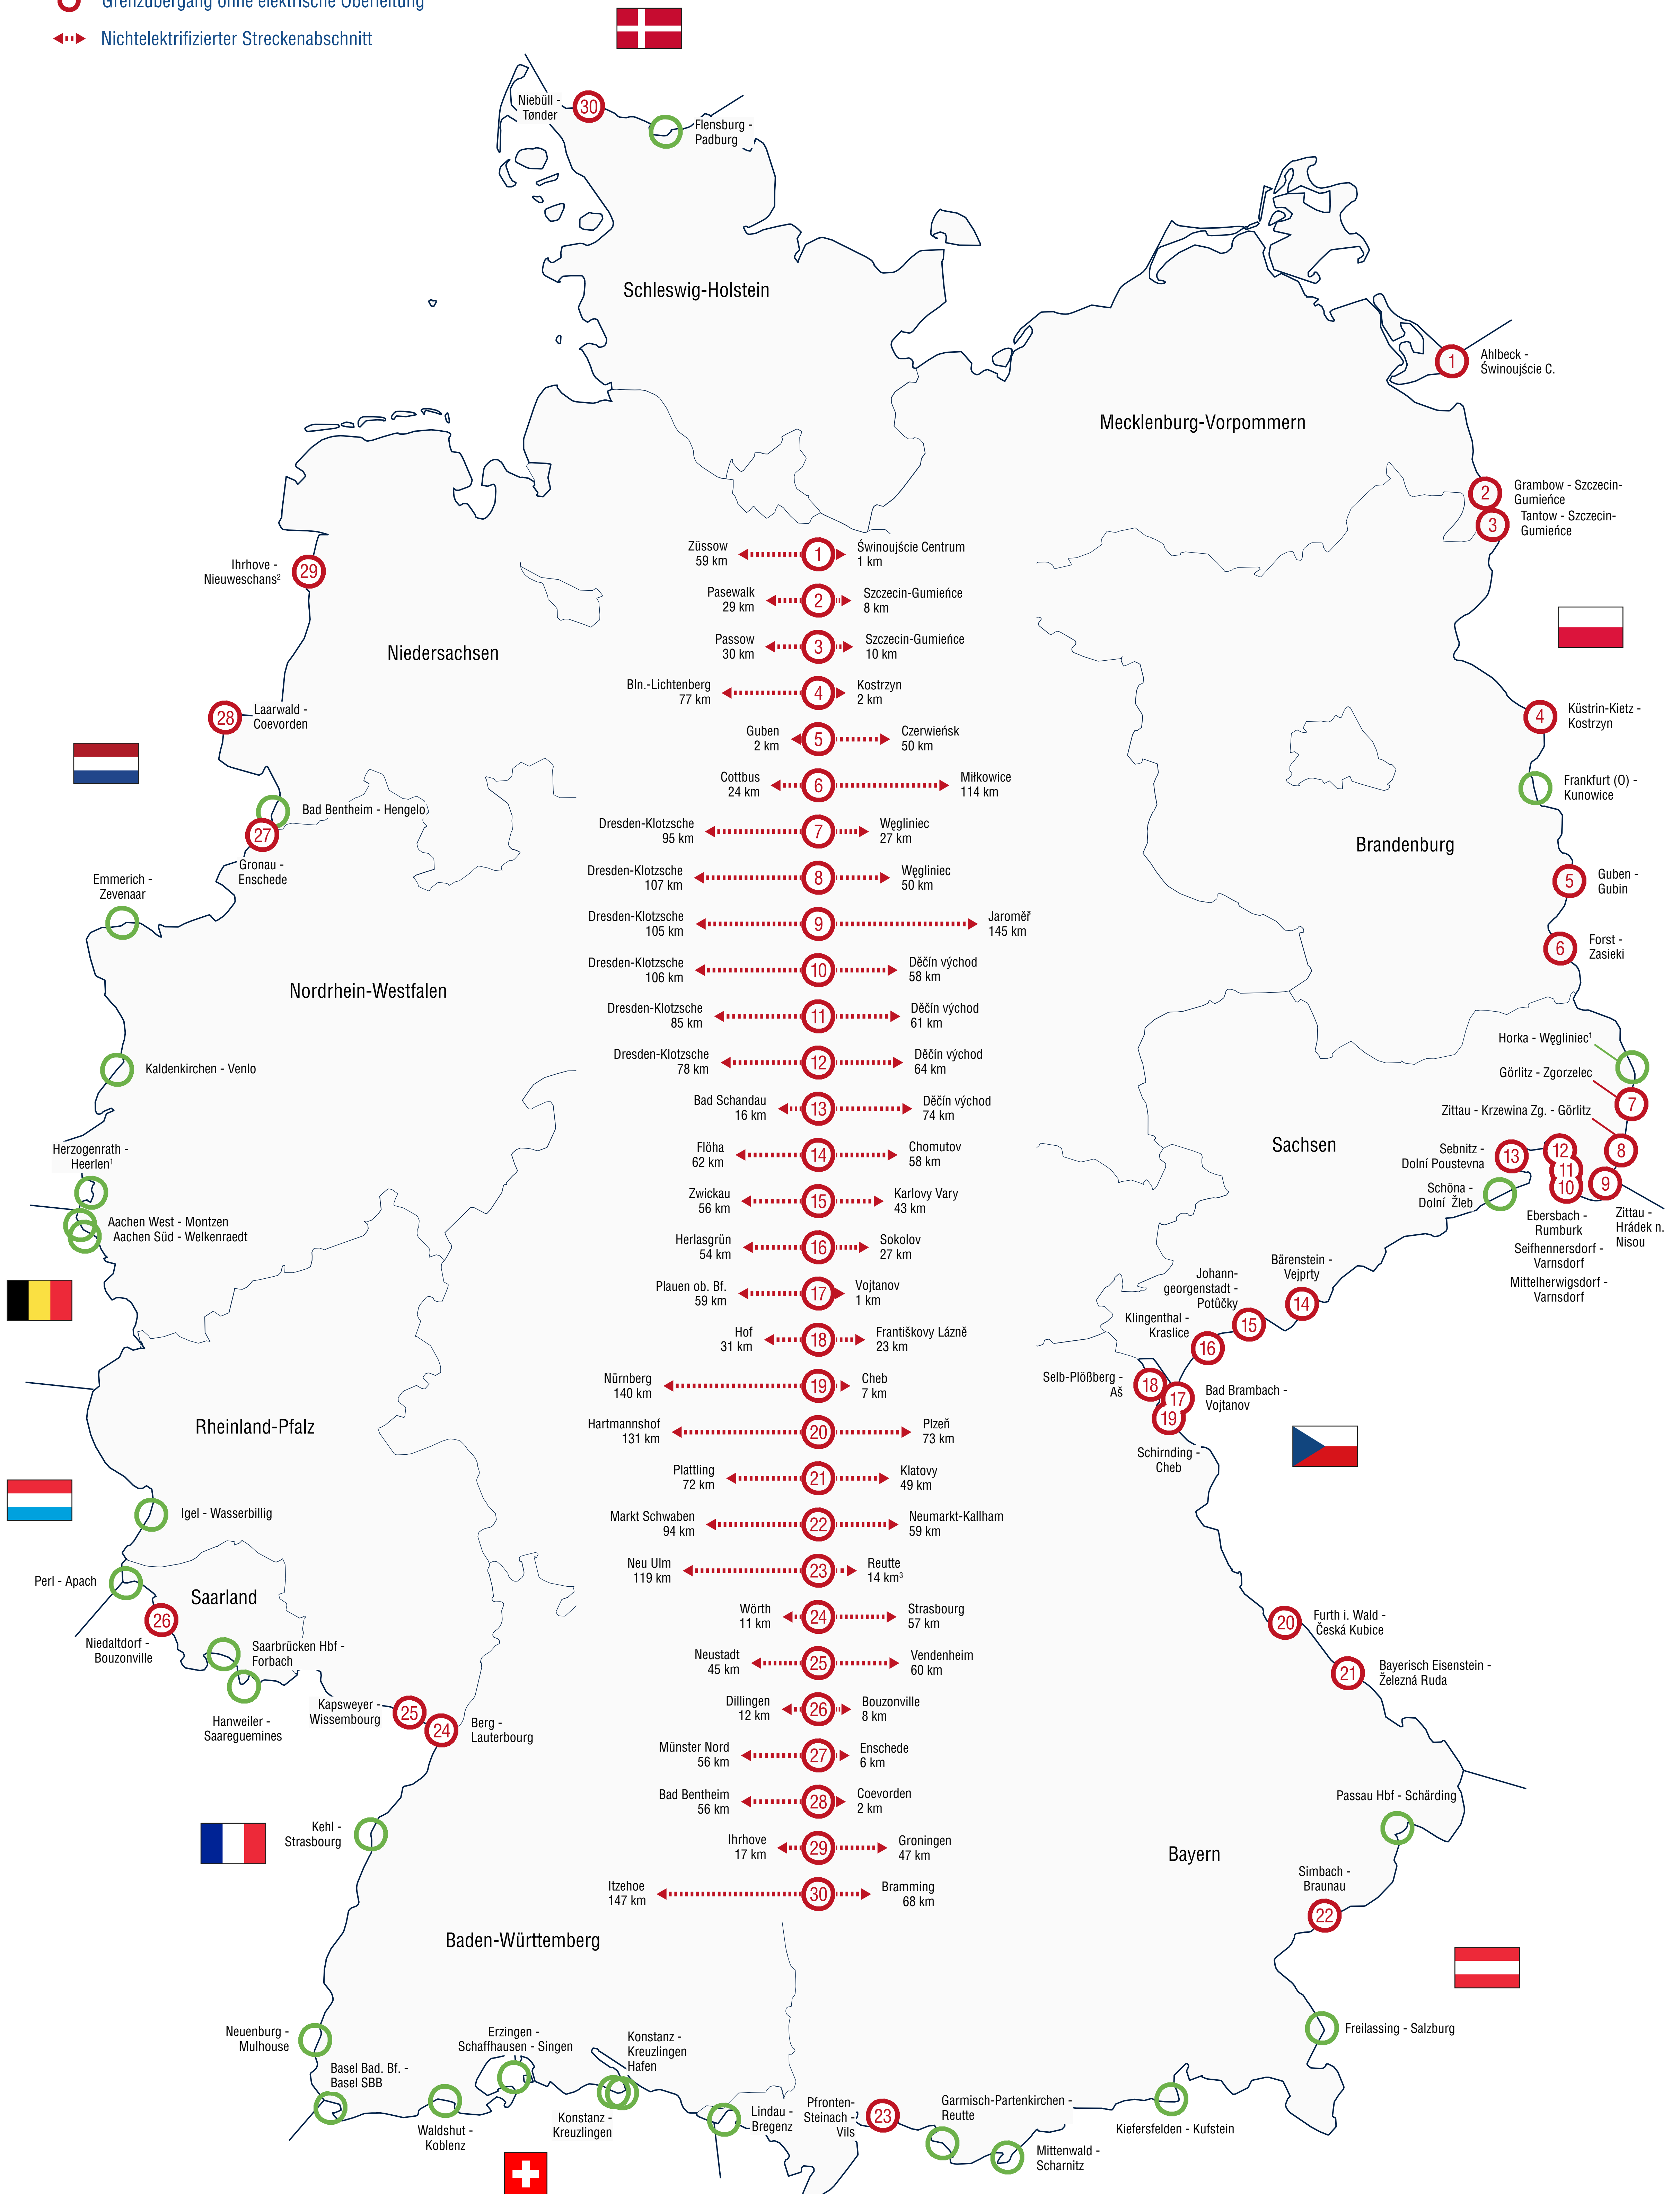 Grenzübergang ohne elektrische Oberleitung
Nichtelektrifizierter Streckenabschnitt
Niebüll -
Tønder
30
Flensburg -
Padburg
Schleswig-Holstein
1
Ahlbeck -
Świnoujście C.
Mecklenburg-Vorpommern
2
Grambow - Szczecin-
Gumieńce
3
Tantow - Szczecin-
Gumieńce
Ihrhove -
Nieuweschans²
29
Niedersachsen
28
Laarwald -
Coevorden
4
Küstrin-Kietz -
Kostrzyn
Frankfurt (O) -
Kunowice
Bad Bentheim - Hengelo
27
Gronau -
Enschede
Brandenburg
Emmerich -
Zevenaar
5
Guben -
Gubin
6
Forst -
Zasieki
Nordrhein-Westfalen
Kaldenkirchen - Venlo
Horka - Węgliniec¹
Görlitz - Zgorzelec
7
Zittau - Krzewina Zg. - Görlitz
8
Sachsen
Sebnitz -
Dolní Poustevna
13
12
11
10
9
Schöna -
Dolní Žleb
Ebersbach -
Rumburk
Seifhennersdorf -
Varnsdorf
Mittelherwigsdorf -
Varnsdorf
Zittau -
Hrádek n.
Nisou
Herzogenrath -
Heerlen¹
Aachen West - Montzen
Aachen Süd - Welkenraedt
Bärenstein -
Vejprty
14
Johann-
georgenstadt -
Potůčky
15
Klingenthal -
Kraslice
16
Selb-Plößberg -
Aš
18
17
Bad Brambach -
Vojtanov
19
Schirnding -
Cheb
Züssow
59 km
1
Świnoujście Centrum
1 km
Pasewalk
29 km
2
Szczecin-Gumieńce
8 km
Passow
30 km
3
Szczecin-Gumieńce
10 km
Bln.-Lichtenberg
77 km
4
Kostrzyn
2 km
Guben
2 km
5
Czerwieńsk
50 km
Cottbus
24 km
6
Miłkowice
114 km
Dresden-Klotzsche
95 km
7
Węgliniec
27 km
Dresden-Klotzsche
107 km
8
Węgliniec
50 km
Dresden-Klotzsche
105 km
9
Jaroměř
145 km
Dresden-Klotzsche
106 km
10
Děčín východ
58 km
Dresden-Klotzsche
85 km
11
Děčín východ
61 km
Dresden-Klotzsche
78 km
12
Děčín východ
64 km
Bad Schandau
16 km
13
Děčín východ
74 km
Flöha
62 km
14
Chomutov
58 km
Zwickau
56 km
15
Karlovy Vary
43 km
Herlasgrün
54 km
16
Sokolov
27 km
Plauen ob. Bf.
59 km
17
Vojtanov
1 km
Hof
31 km
18
Františkovy Lázně
23 km
Nürnberg
140 km
19
Cheb
7 km
Hartmannshof
131 km
20
Plzeň
73 km
Plattling
72 km
21
Klatovy
49 km
Markt Schwaben
94 km
22
Neumarkt-Kallham
59 km
Neu Ulm
119 km
23
Reutte
14 km³
Wörth
11 km
24
Strasbourg
57 km
Neustadt
45 km
25
Vendenheim
60 km
Dillingen
12 km
26
Bouzonville
8 km
Münster Nord
56 km
27
Enschede
6 km
Bad Bentheim
56 km
28
Coevorden
2 km
Ihrhove
17 km
29
Groningen
47 km
Itzehoe
147 km
30
Bramming
68 km
Rheinland-Pfalz
Igel - Wasserbillig
Perl - Apach
Saarland
26
Niedaltdorf -
Bouzonville
Saarbrücken Hbf -
Forbach
Hanweiler -
Saareguemines
Kapsweyer -
Wissembourg
25
24
Berg -
Lauterbourg
20
Furth i. Wald -
Česká Kubice
21
Bayerisch Eisenstein -
Železná Ruda
Kehl -
Strasbourg
Passau Hbf - Schärding
Bayern
Simbach -
Braunau
22
Baden-Württemberg
Freilassing - Salzburg
Neuenburg -
Mulhouse
Basel Bad. Bf. -
Basel SBB
Erzingen -
Schaffhausen - Singen
Konstanz -
Kreuzlingen
Hafen
Waldshut -
Koblenz
Konstanz -
Kreuzlingen
Lindau -
Bregenz
Pfronten-
Steinach -
Vils
23
Garmisch-Partenkirchen -
Reutte
Mittenwald -
Scharnitz
Kiefersfelden - Kufstein